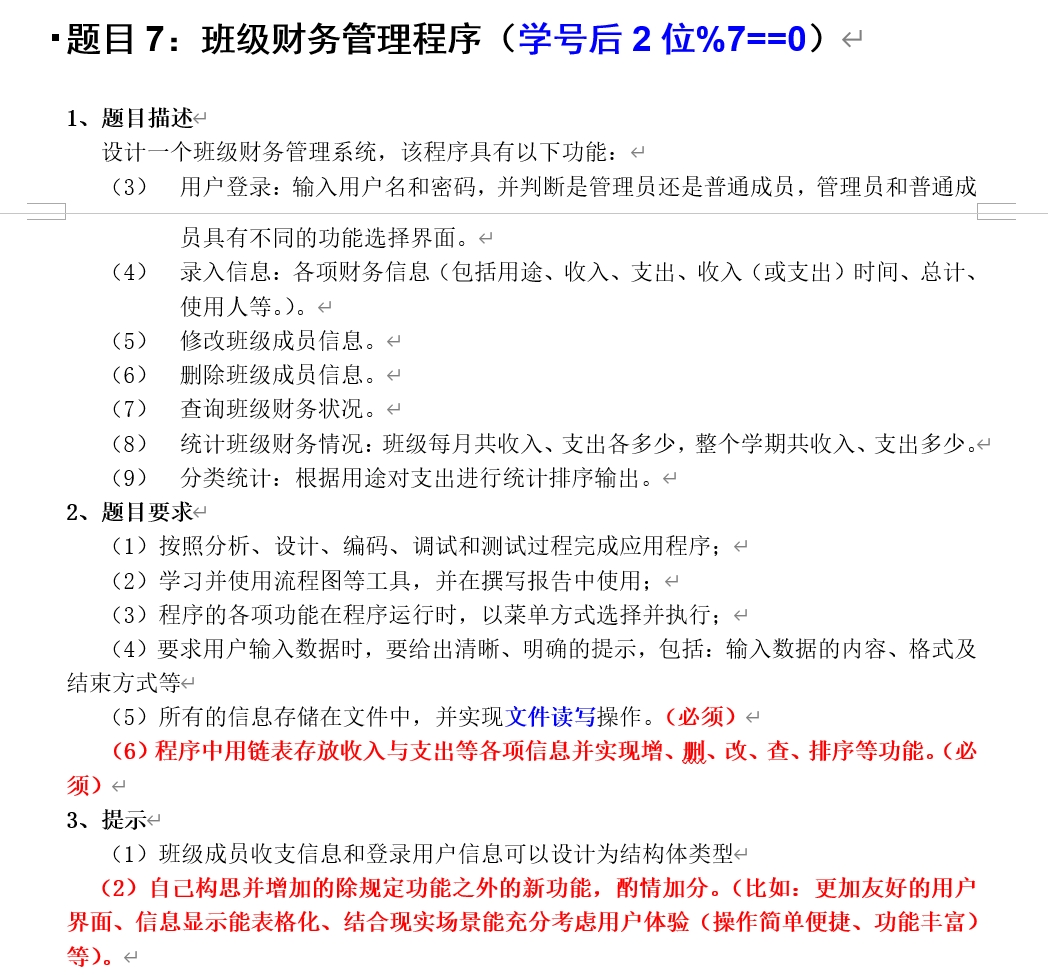 ▪题目 7：班级财务管理程序（学号后 2 位%7==0）↵
1、题目描述↵
设计一个班级财务管理系统，该程序具有以下功能：↵
（3） 用户登录：输入用户名和密码，并判断是管理员还是普通成员，管理员和普通成
员具有不同的功能选择界面。↵
（4） 录入信息：各项财务信息（包括用途、收入、支出、收入（或支出）时间、总计、
使用人等。）。↵
（5） 修改班级成员信息。↵
（6） 删除班级成员信息。↵
（7） 查询班级财务状况。↵
（8） 统计班级财务情况：班级每月共收入、支出各多少，整个学期共收入、支出多少。↵
（9） 分类统计：根据用途对支出进行统计排序输出。↵
2、题目要求↵
（1）按照分析、设计、编码、调试和测试过程完成应用程序；↵
（2）学习并使用流程图等工具，并在撰写报告中使用；↵
（3）程序的各项功能在程序运行时，以菜单方式选择并执行；↵
（4）要求用户输入数据时，要给出清晰、明确的提示，包括：输入数据的内容、格式及
结束方式等↵
（5）所有的信息存储在文件中，并实现文件读写操作。（必须）↵
（6）程序中用链表存放收入与支出等各项信息并实现增、删、改、查、排序等功能。（必
须）↵
3、提示↵
（1）班级成员收支信息和登录用户信息可以设计为结构体类型↵
（2）自己构思并增加的除规定功能之外的新功能，酌情加分。（比如：更加友好的用户
界面、信息显示能表格化、结合现实场景能充分考虑用户体验（操作简单便捷、功能丰富）
等）。↵